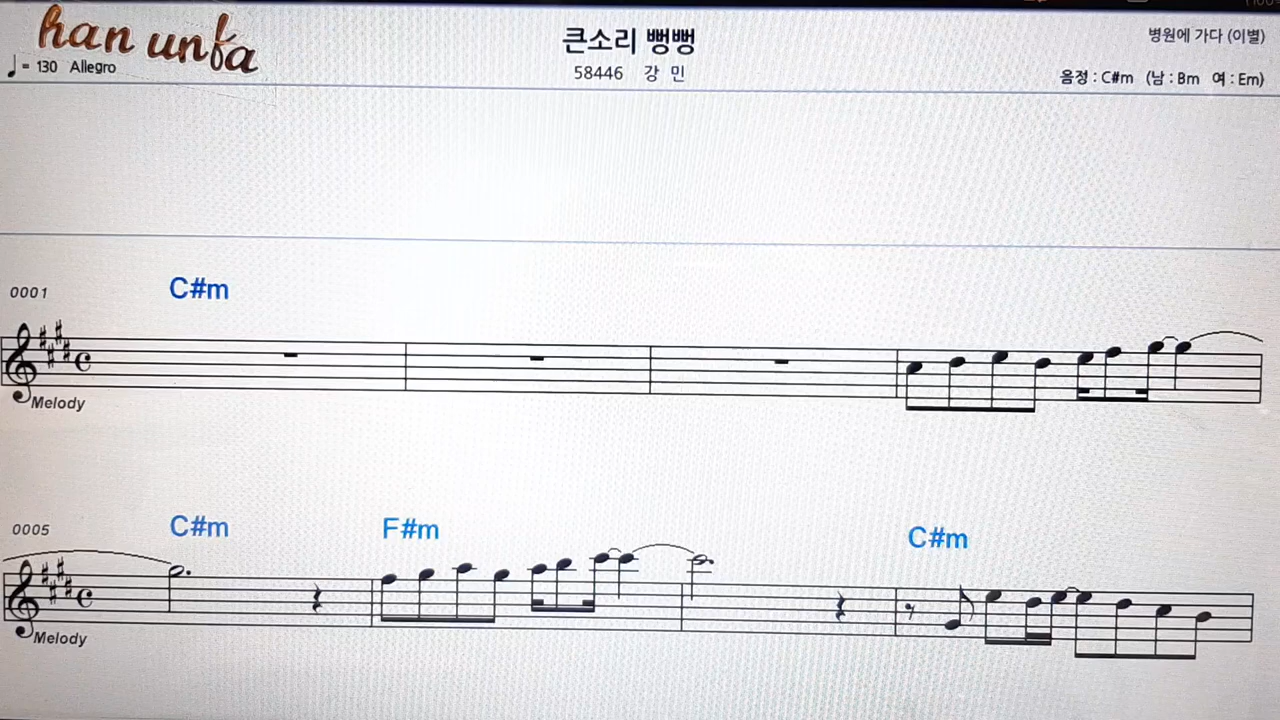 han unfa
♩ = 130 Allegro
큰소리 뻥뻥
58446 강 민
병원에 가다 (이별)
음정 : C#m (남 : Bm 여 : Em)
0001
C#m
Melody
0005
C#m F#m C#m
Melody